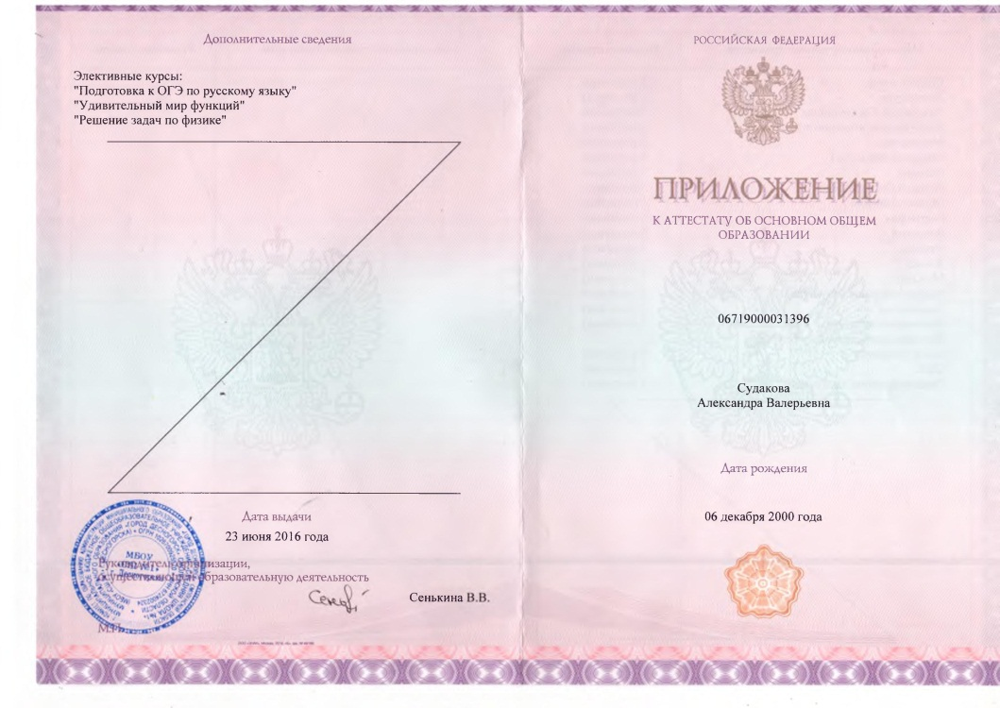 Дополнительные сведения
Элективные курсы:
"Подготовка к ОГЭ по русскому языку"
"Удивительный мир функций"
"Решение задач по физике"
Дата выдачи
23 июня 2016 года
Руководитель организации,
осуществляющей образовательную деятельность
Сенькина В.В.
М.П.
МБОУ
РОССИЙСКАЯ ФЕДЕРАЦИЯ
ПРИЛОЖЕНИЕ
К АТТЕСТАТУ ОБ ОСНОВНОМ ОБЩЕМ
ОБРАЗОВАНИИ
06719000031396
Судакова
Александра Валерьевна
Дата рождения
06 декабря 2000 года